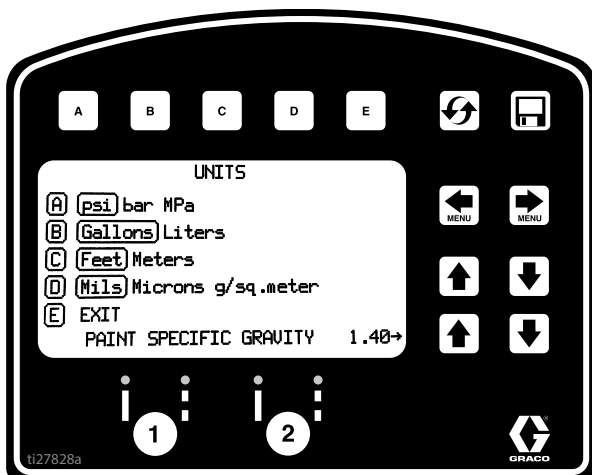 A B C D E
UNITS
A psi bar MPa
B Gallons Liters
C Feet Meters
D Mils Microns g/sq.meter
E EXIT
PAINT SPECIFIC GRAVITY 1.40→
MENU MENU
1 2
ti27828a
GRACO